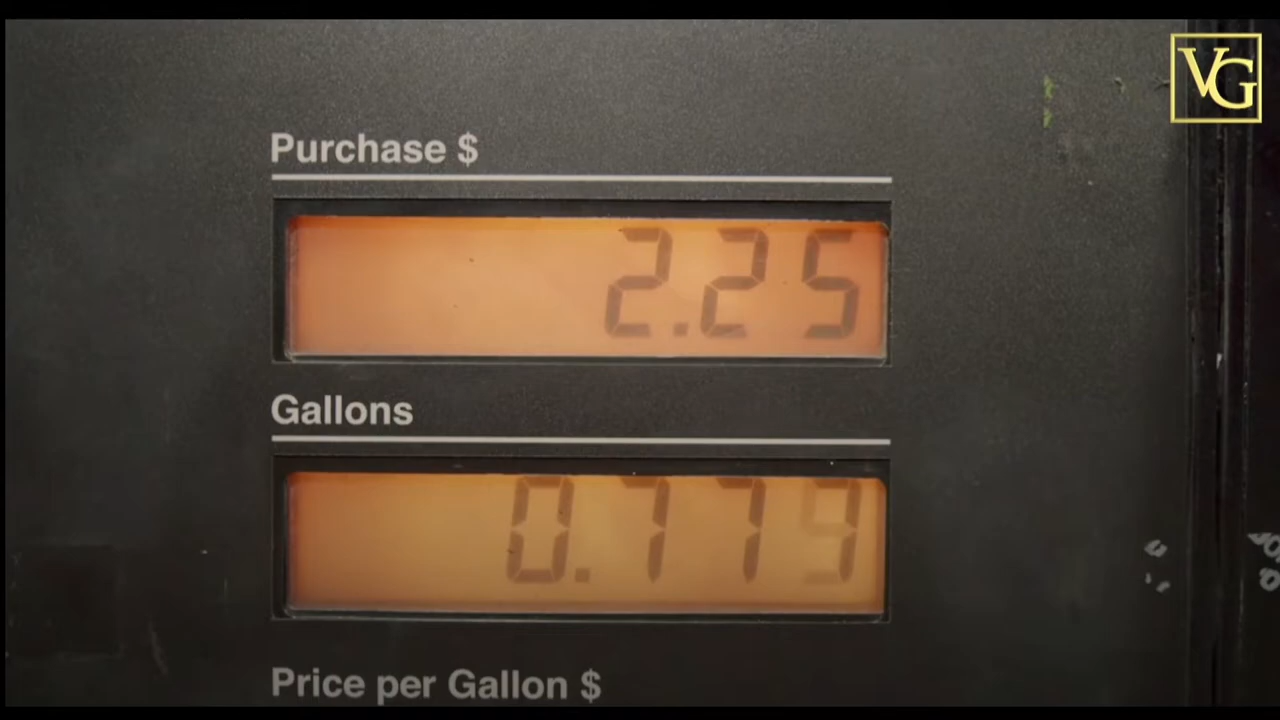 VG
Purchase $
2.25
Gallons
0.779
Price per Gallon $